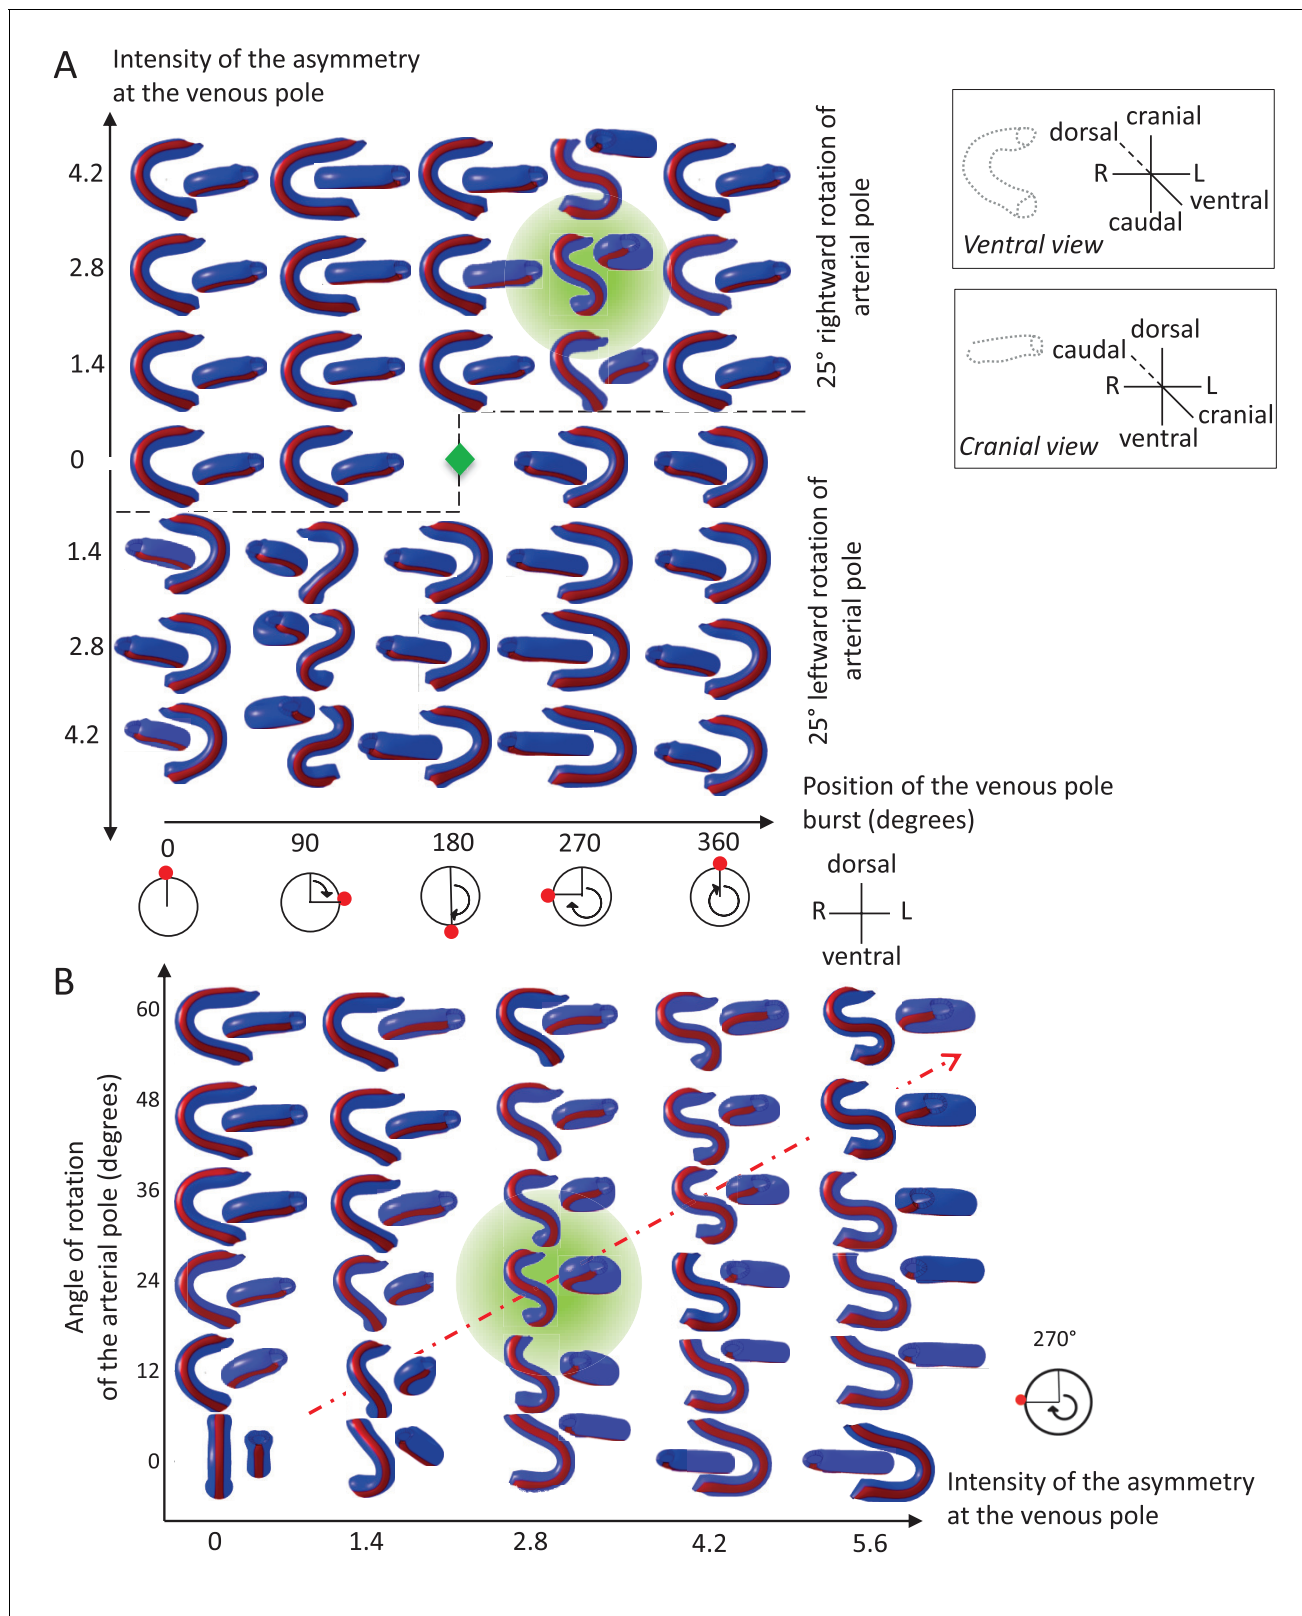 A
Intensity of the asymmetry
at the venous pole
4.2
2.8
1.4
0
1.4
2.8
4.2
25° rightward rotation of
arterial pole
25° leftward rotation of
arterial pole
cranial
dorsal
R
L
ventral
caudal
Ventral view
dorsal
caudal
R
L
cranial
ventral
Cranial view
Position of the venous pole
burst (degrees)
0
90
180
270
360
dorsal
R
L
ventral
B
60
48
36
24
12
0
Angle of rotation
of the arterial pole (degrees)
270°
Intensity of the asymmetry
at the venous pole
0
1.4
2.8
4.2
5.6